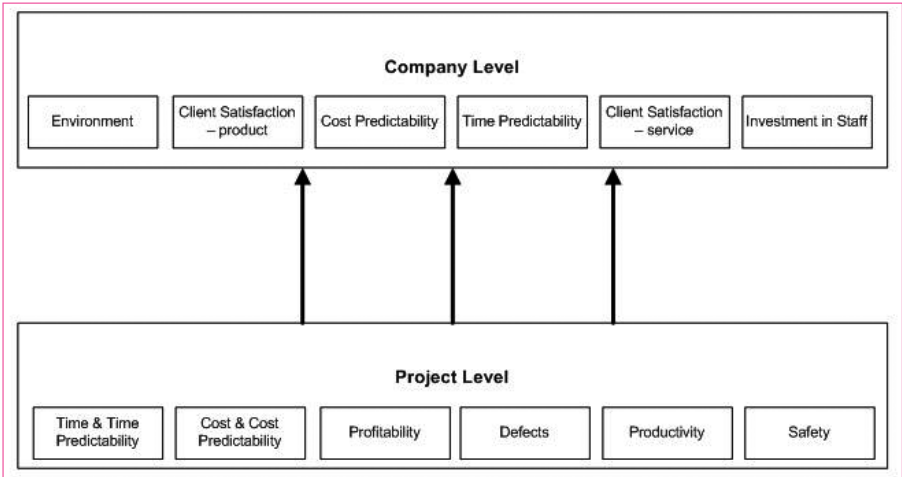 Company Level
Environment
Client Satisfaction
– product
Cost Predictability
Time Predictability
Client Satisfaction
– service
Investment in Staff
Project Level
Time & Time
Predictability
Cost & Cost
Predictability
Profitability
Defects
Productivity
Safety